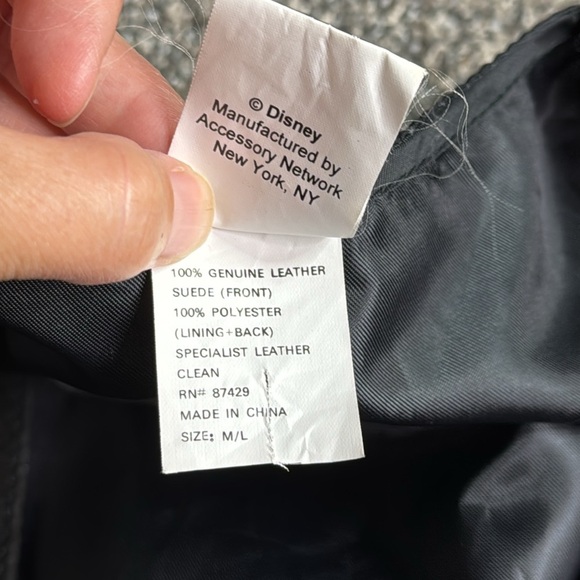 © Disney
Manufactured by
Accessory Network
New York, NY
100% GENUINE LEATHER
SUEDE (FRONT)
100% POLYESTER
(LINING+BACK)
SPECIALIST LEATHER
CLEAN
RN# 87429
MADE IN CHINA
SIZE: M/L